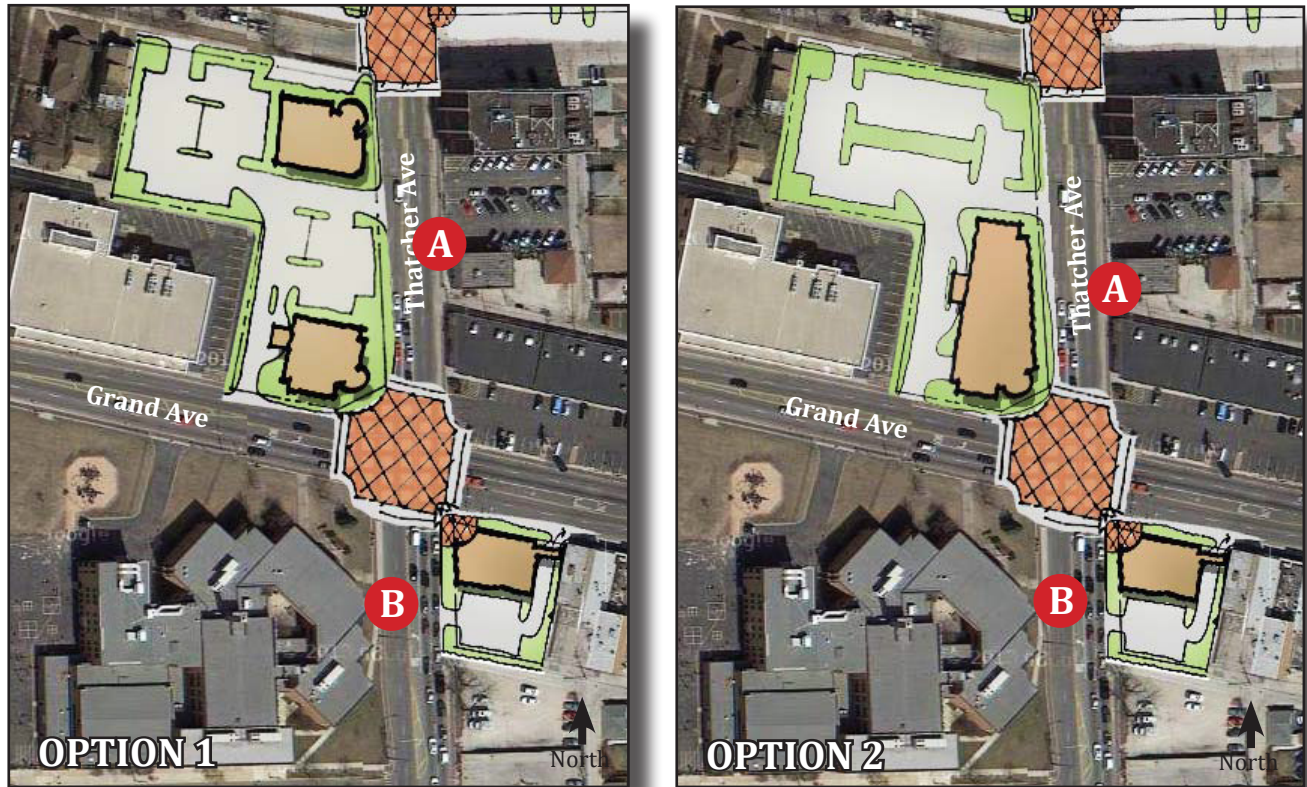 Thatcher Ave
A
Grand Ave
B
OPTION 1
North
Thatcher Ave
A
Grand Ave
B
OPTION 2
North